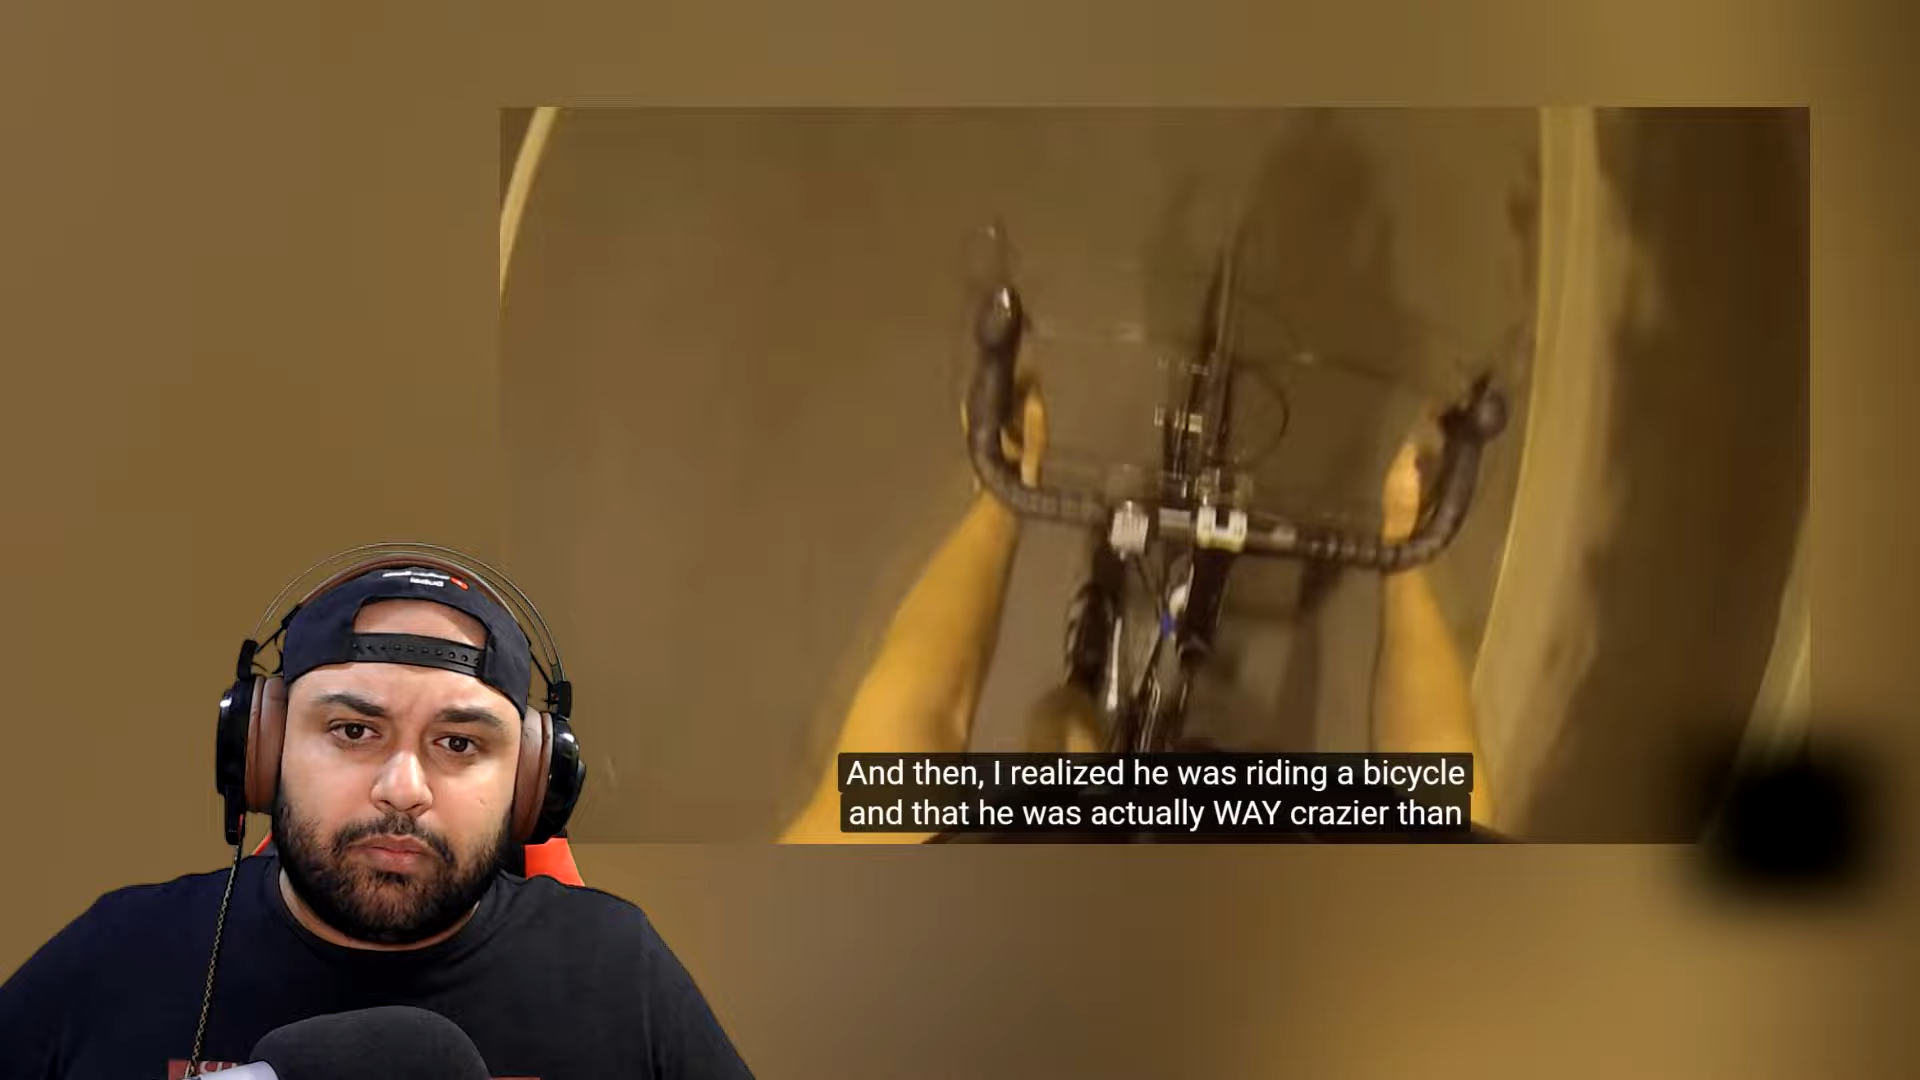 And then, I realized he was riding a bicycle
and that he was actually WAY crazier than